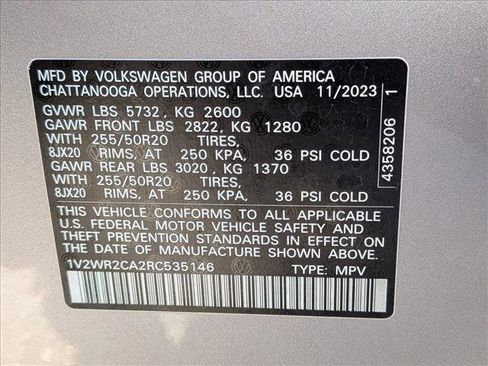 MFD BY VOLKSWAGEN GROUP OF AMERICA
CHATTANOOGA OPERATIONS, LLC. USA 11/2023
GVWR LBS 5732 , KG 2600
GAWR FRONT LBS 2822, KG 1280
WITH 255/50R20 TIRES,
8JX20 RIMS, AT 250 KPA, 36 PSI COLD
GAWR REAR LBS 3020 , KG 1370
WITH 255/50R20 TIRES,
8JX20 RIMS, AT 250 KPA, 36 PSI COLD
THIS VEHICLE CONFORMS TO ALL APPLICABLE
U.S. FEDERAL MOTOR VEHICLE SAFETY AND
THEFT PREVENTION STANDARDS IN EFFECT ON
THE DATE OF MANUFACTURE SHOWN ABOVE.
1V2WR2CA2RC535146 TYPE: MPV
4358206 1